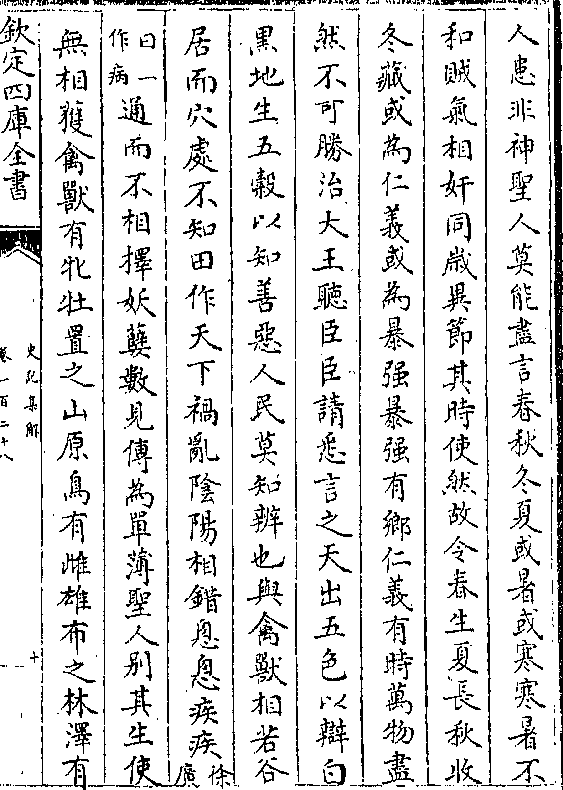 人患非神聖人莫能盡言春秋冬夏或暑或寒寒暑不
和賊氣相奸同嵗異節其時使然故令春生夏長秋收
冬藏或為仁義或為暴强暴强有鄉仁義有時萬物盡
然不可勝治大王聽臣臣請悉言之天出五色以辯白
黑地生五穀以知善惡人民莫知辨也與禽獸相若谷
居而穴處不知田作天下禍亂陰陽相錯悤悤疾疾徐廣
曰一作病通而不相擇妖孽數見傳為單薄聖人别其生使
無相獲禽獸有牝牡置之山原鳥有雌雄布之林澤有
欽定四庫全書
史記集解
卷一百二十八
十